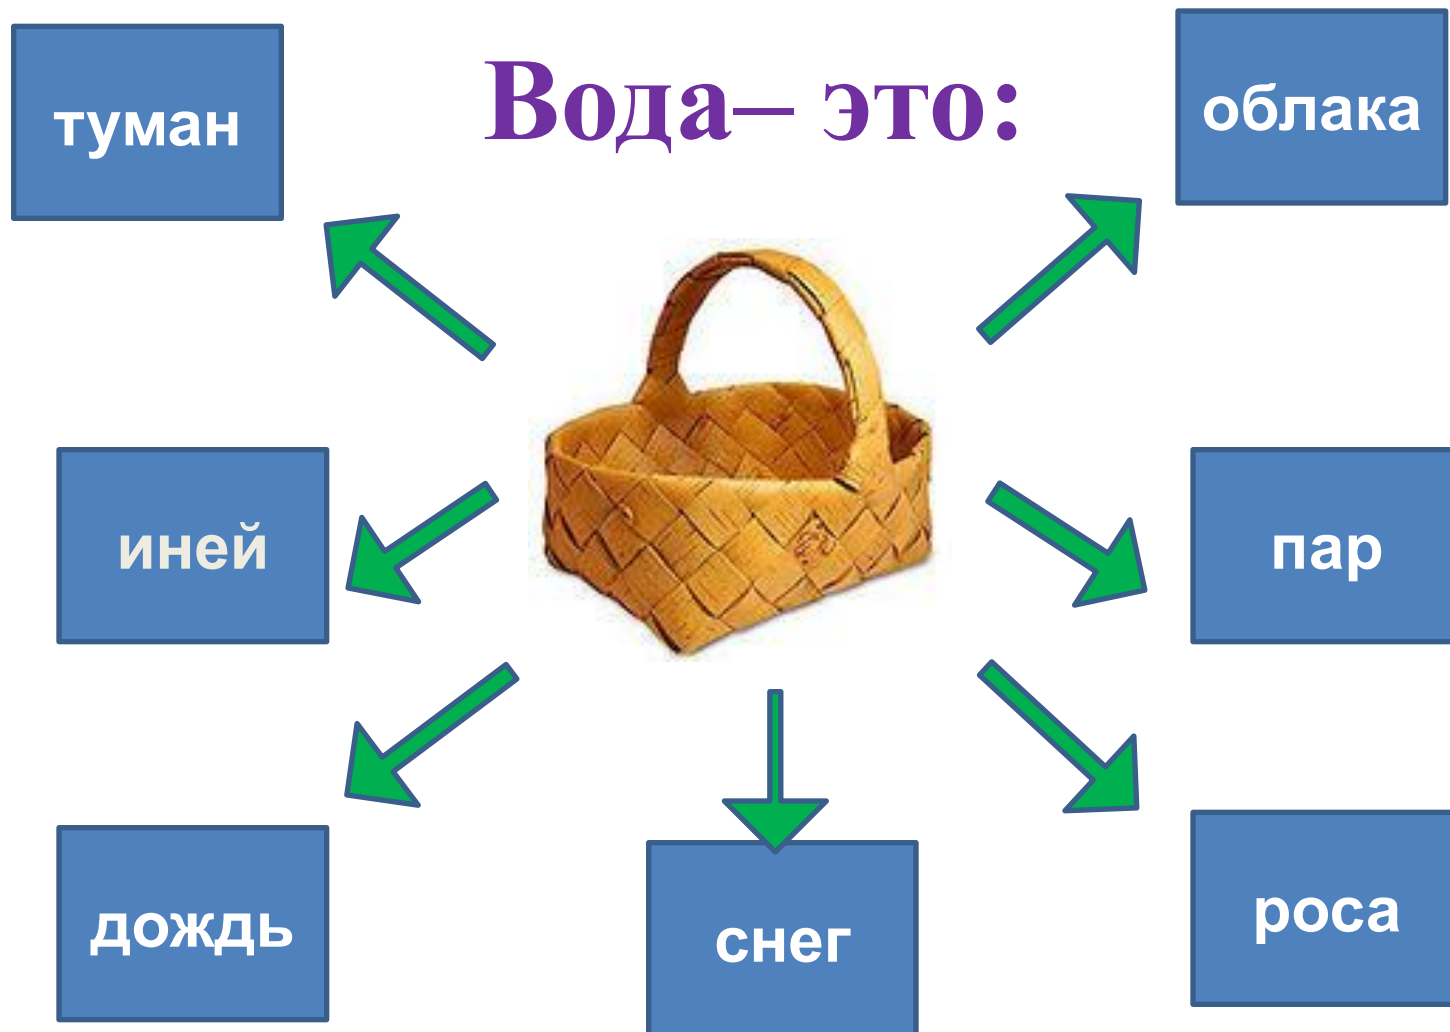 Вода– это:
туман
облака
иней
пар
дождь
снег
роса